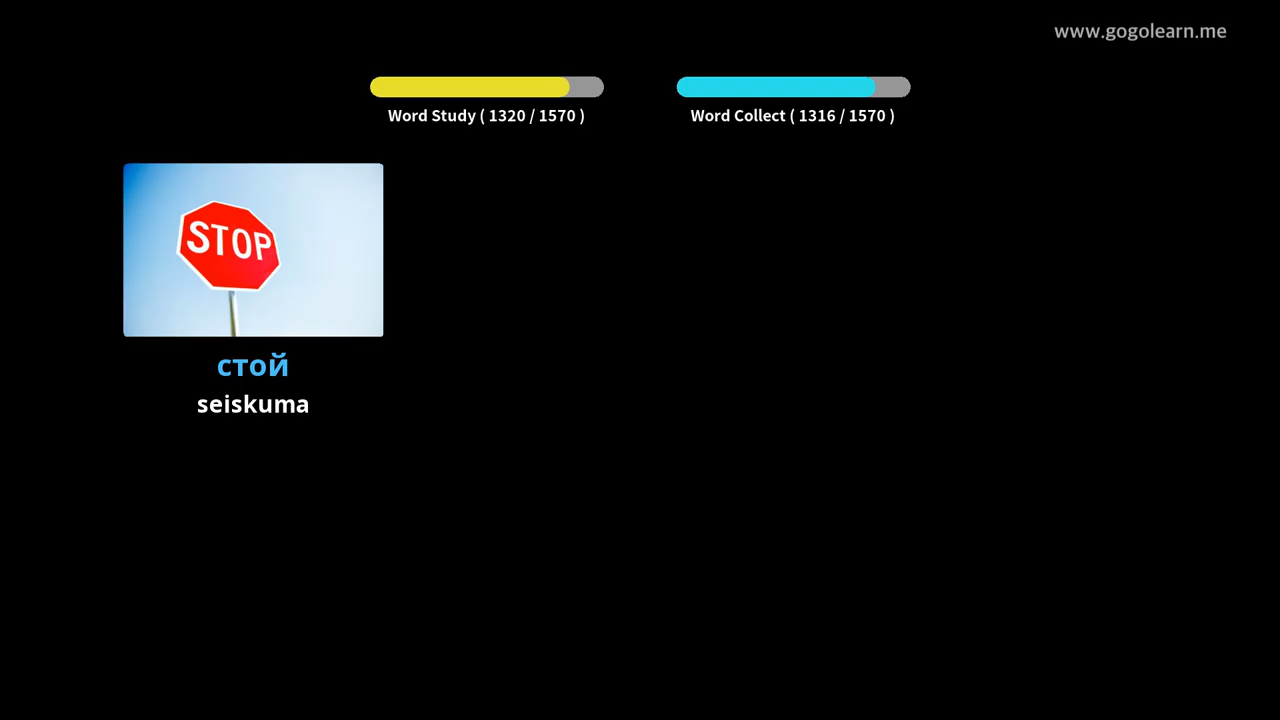 www.gogolearn.me
Word Study ( 1320 / 1570 )
Word Collect ( 1316 / 1570 )
STOP
стой
seiskuma